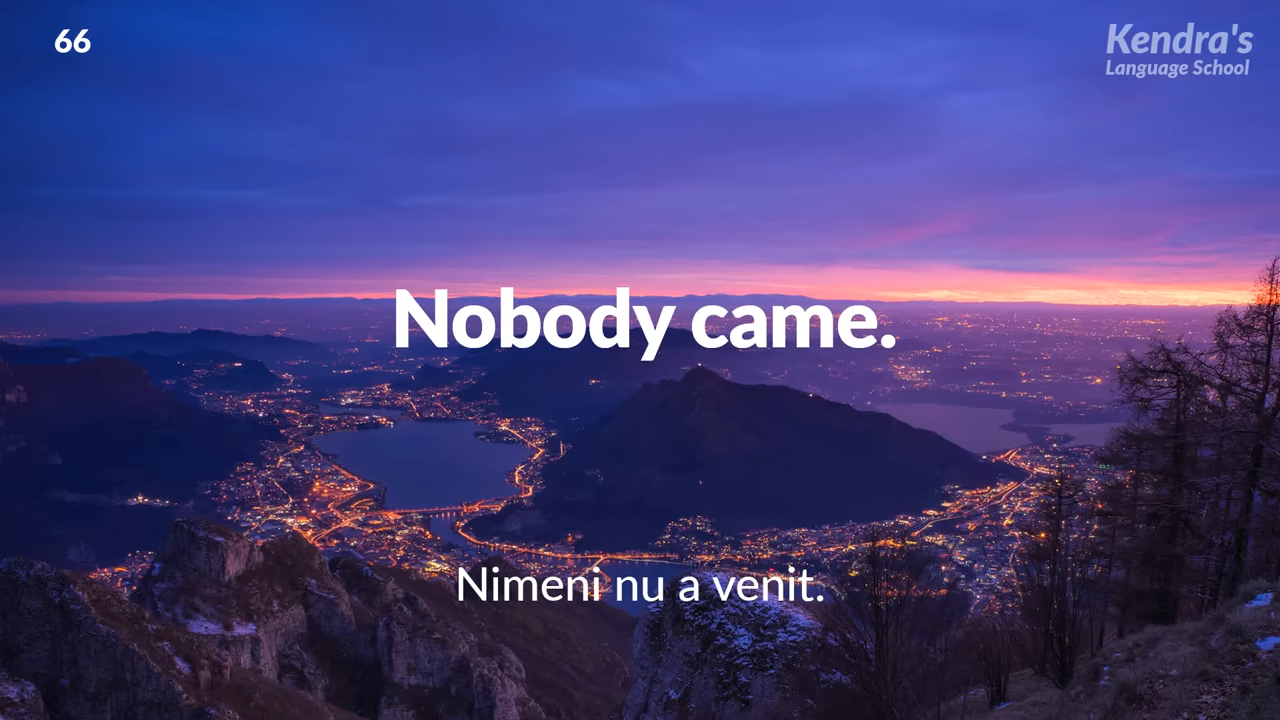 66
Kendra's
Language School
Nobody came.
Nimeni nu a venit.